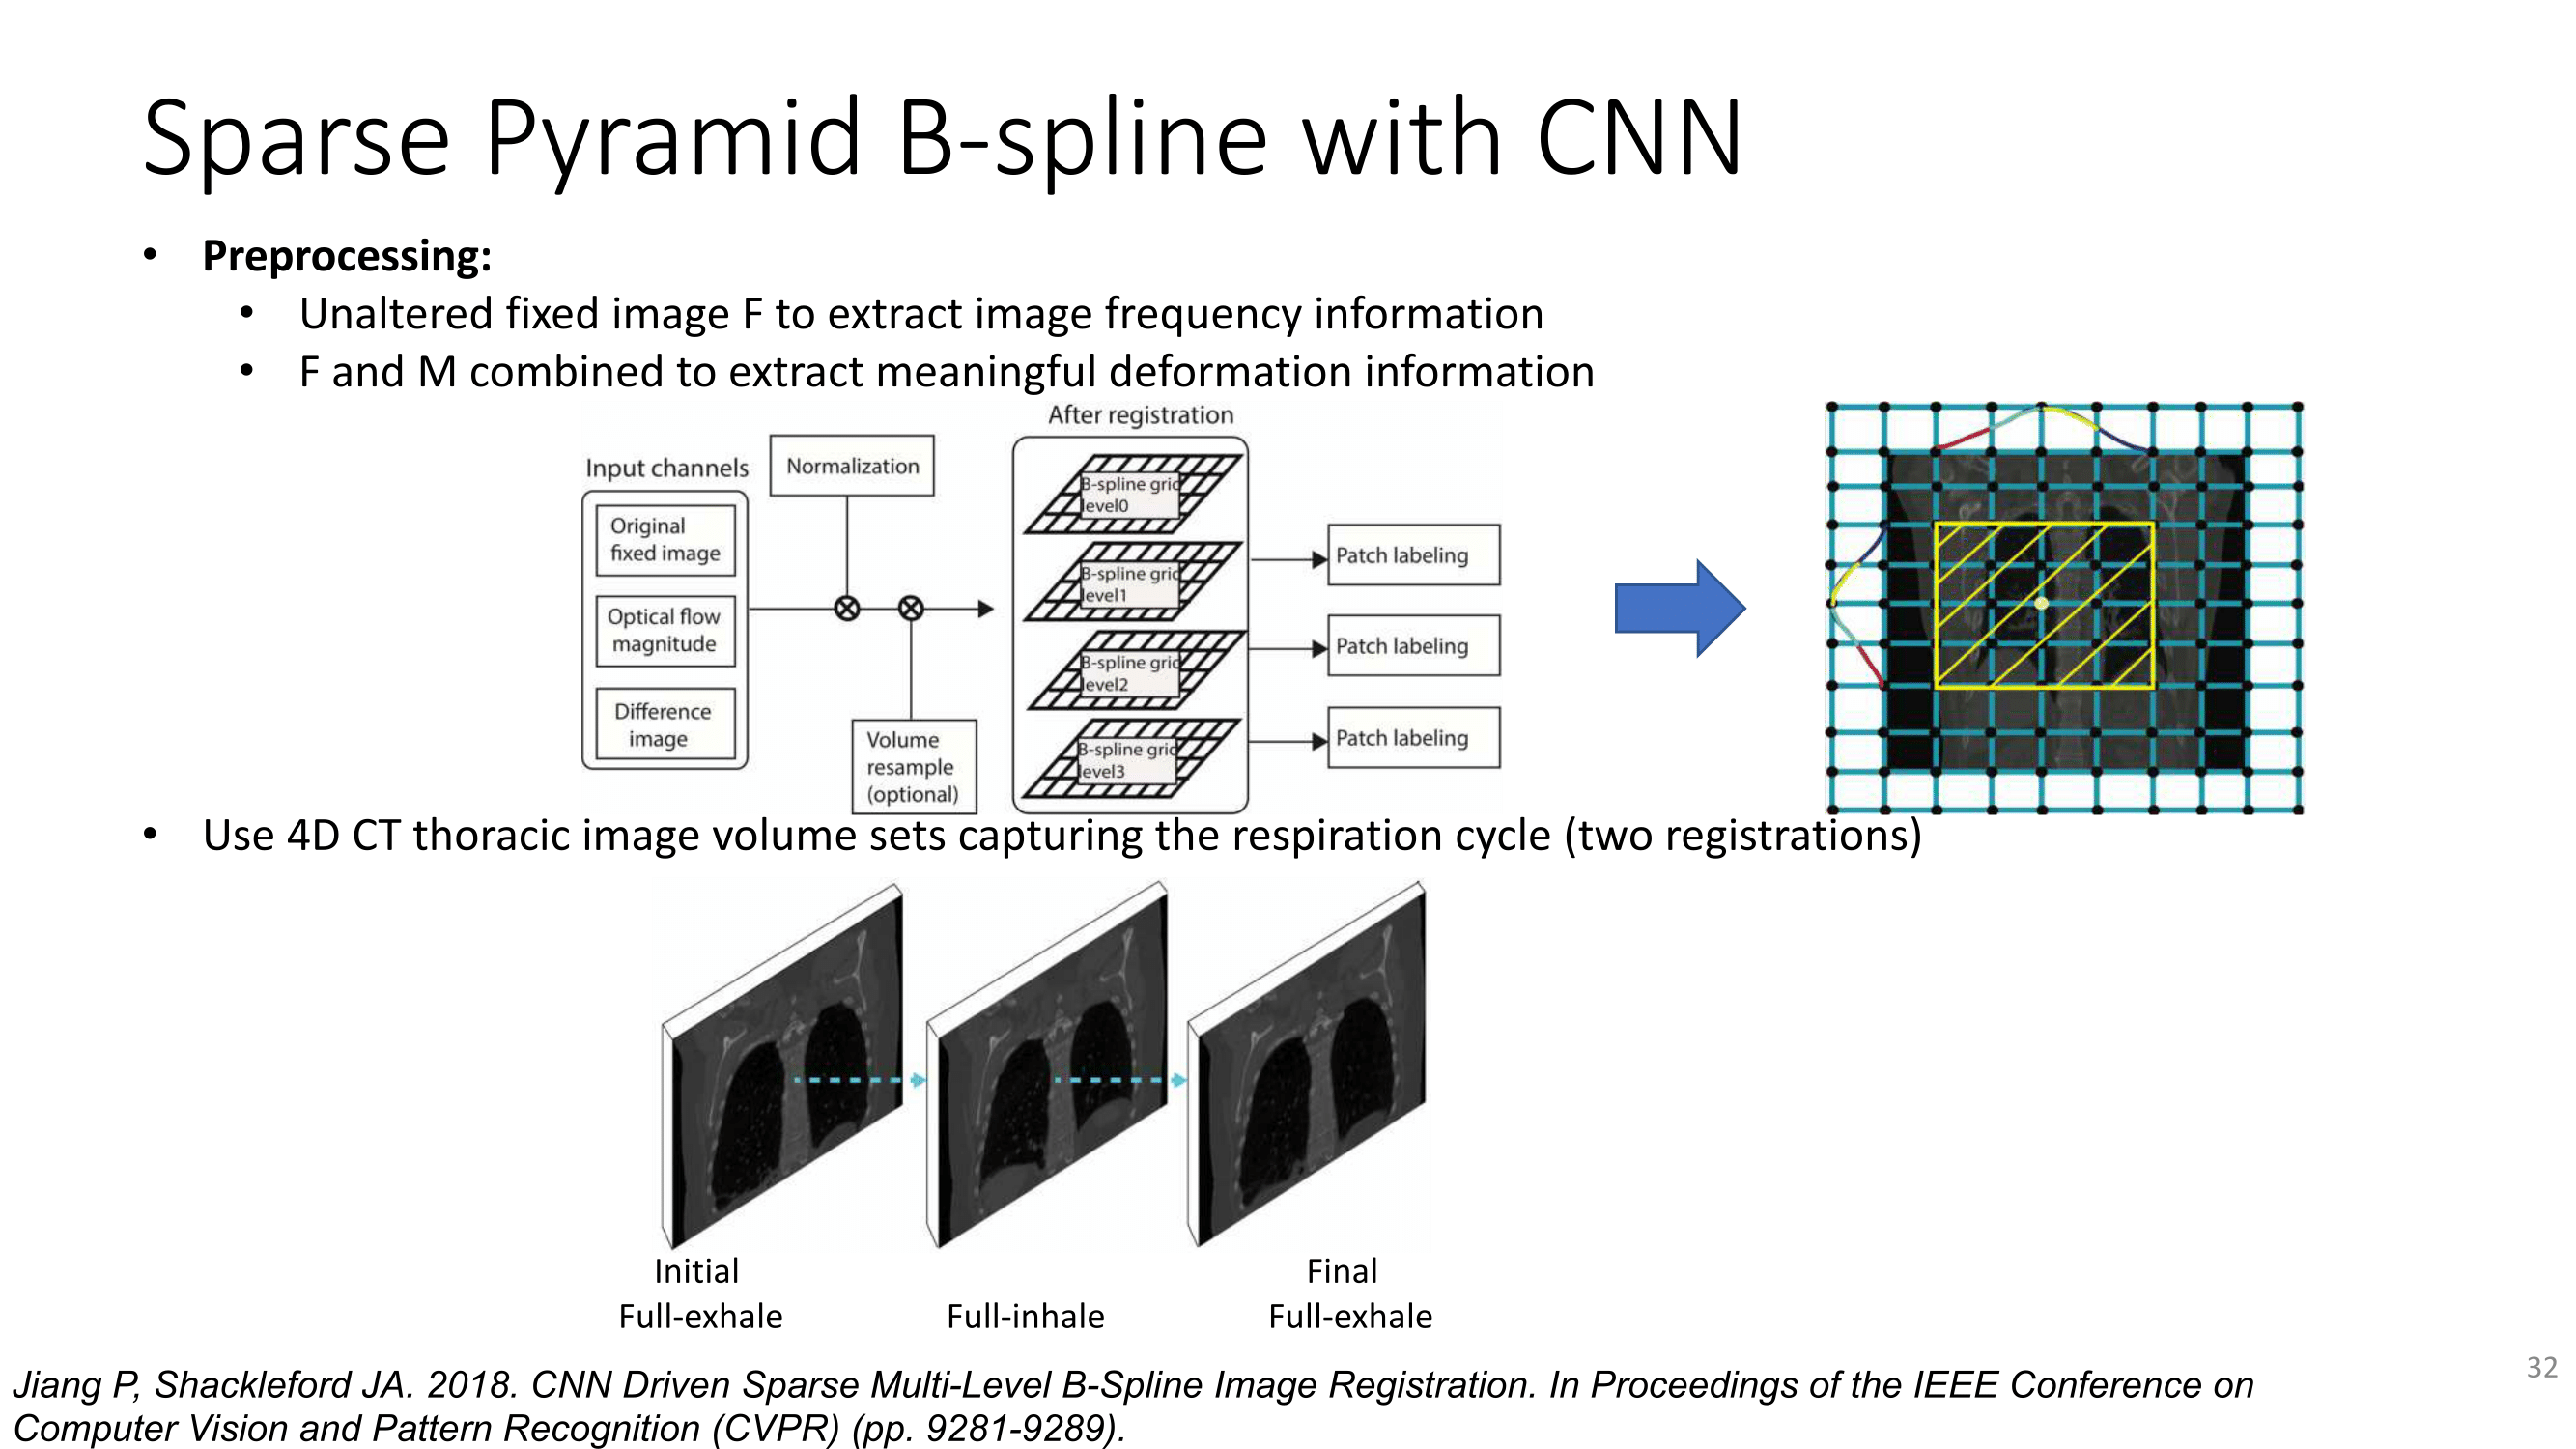 Sparse Pyramid B-spline with CNN
• Preprocessing:
• Unaltered fixed image F to extract image frequency information
• F and M combined to extract meaningful deformation information
Input channels
Original
fixed image
Optical flow
magnitude
Difference
image
Normalization
Volume
resample
(optional)
After registration
B-spline grid
level0
B-spline grid
level1
B-spline grid
level2
B-spline grid
level3
Patch labeling
Patch labeling
Patch labeling
• Use 4D CT thoracic image volume sets capturing the respiration cycle (two registrations)
Initial
Full-exhale
Full-inhale
Final
Full-exhale
Jiang P, Shackleford JA. 2018. CNN Driven Sparse Multi-Level B-Spline Image Registration. In Proceedings of the IEEE Conference on
Computer Vision and Pattern Recognition (CVPR) (pp. 9281-9289).
32